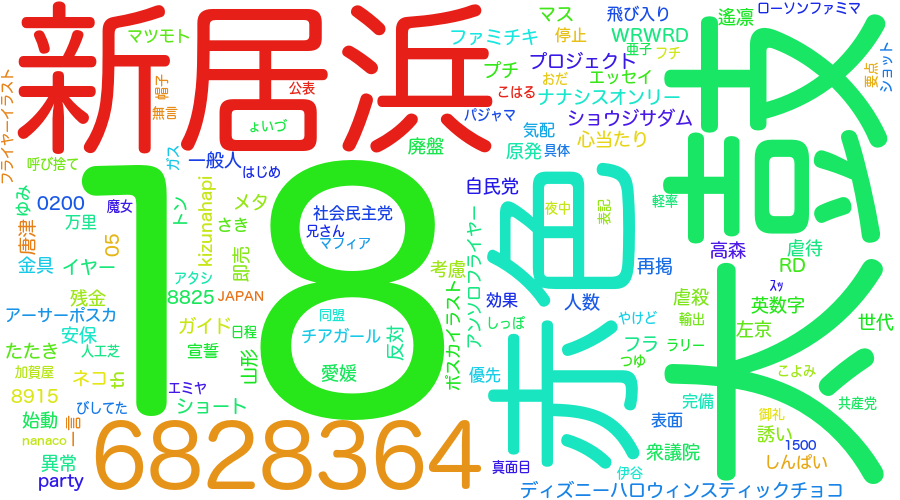 新居浜
太鼓
18
赤色
6828364
マツモト
帽子
無言
公表
フライヤーイラスト
ょいづ
呼び捨て
ガス
一般人
はじめ
0200
魔女
ゆみ
万里
唐津
05
金具
イヤー
トン
kizunahapi
メタ
さき
即売
アタシ
8825
JAPAN
残金
アーサーポスカ
安保
ガイド
日程
たたき
人工芝
宣誓
山形
加賀屋
ネコ
th
エミヤ
8915
びしてた
ショート
始動
一言
nanaco
異常
party
社会民主党
兄さん
マフィア
同盟
チアガール
反対
愛媛
廃盤
考慮
ポスカイラスト
アンソロフライヤー
自民党
効果
しっぽ
優先
真面目
マス
飛び入り
ファミチキ
停止
WRWRD
亜子
フチ
プチ
プロジェクト
おだ
エッセイ
こはる
ナナシスオンリー
パジャマ
ショウジサダム
気配
心当たり
原発
具体
夜中
表記
遙凛
ローソンファミマ
要点
ショット
軽率
高森
虐待
RD
再掲
ｽｯ
人数
虐殺
英数字
やけど
輸出
左京
世代
フラ
ラリー
つゆ
こよみ
完備
共産党
表面
御礼
誘い
1500
衆議院
しんぱい
伊谷
ディズニーハロウィンスティックチョコ